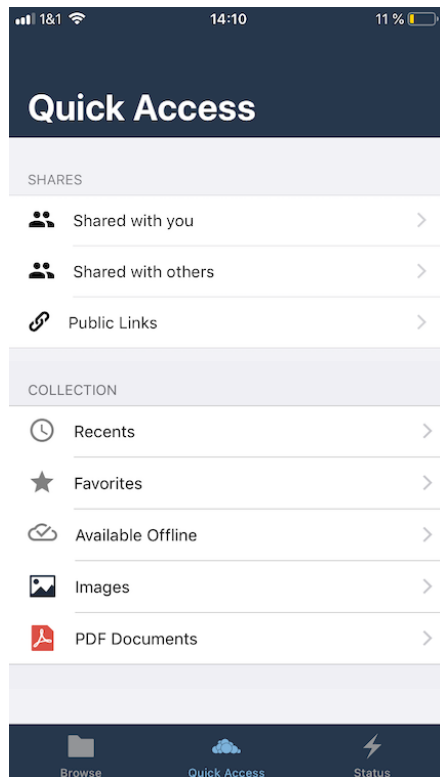 1&1 14:10 11 %
Quick Access
SHARES
Shared with you
Shared with others
Public Links
COLLECTION
Recents
Favorites
Available Offline
Images
PDF Documents
Browse Quick Access Status